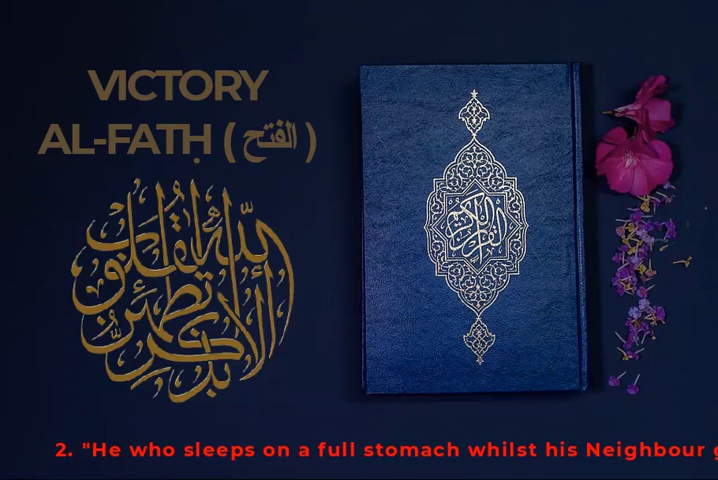 VICTORY
AL-FATḤ ( الفتح )
ألا بذكر الله تطمئن القلوب
القرآن الكريم
2. "He who sleeps on a full stomach whilst his Neighbour